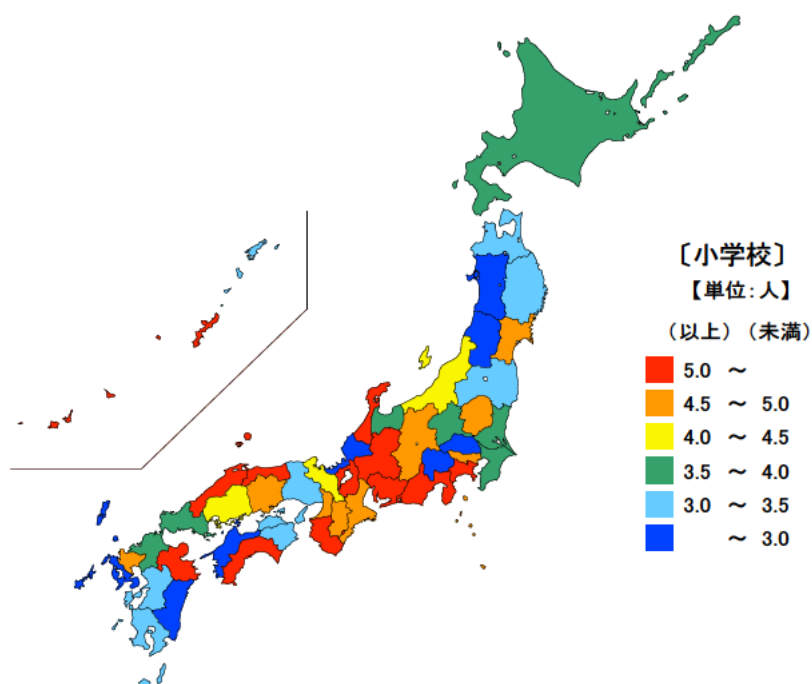 〔小学校〕
【単位:人】
（以上）（未満）
5.0 ～
4.5 ～ 5.0
4.0 ～ 4.5
3.5 ～ 4.0
3.0 ～ 3.5
～ 3.0